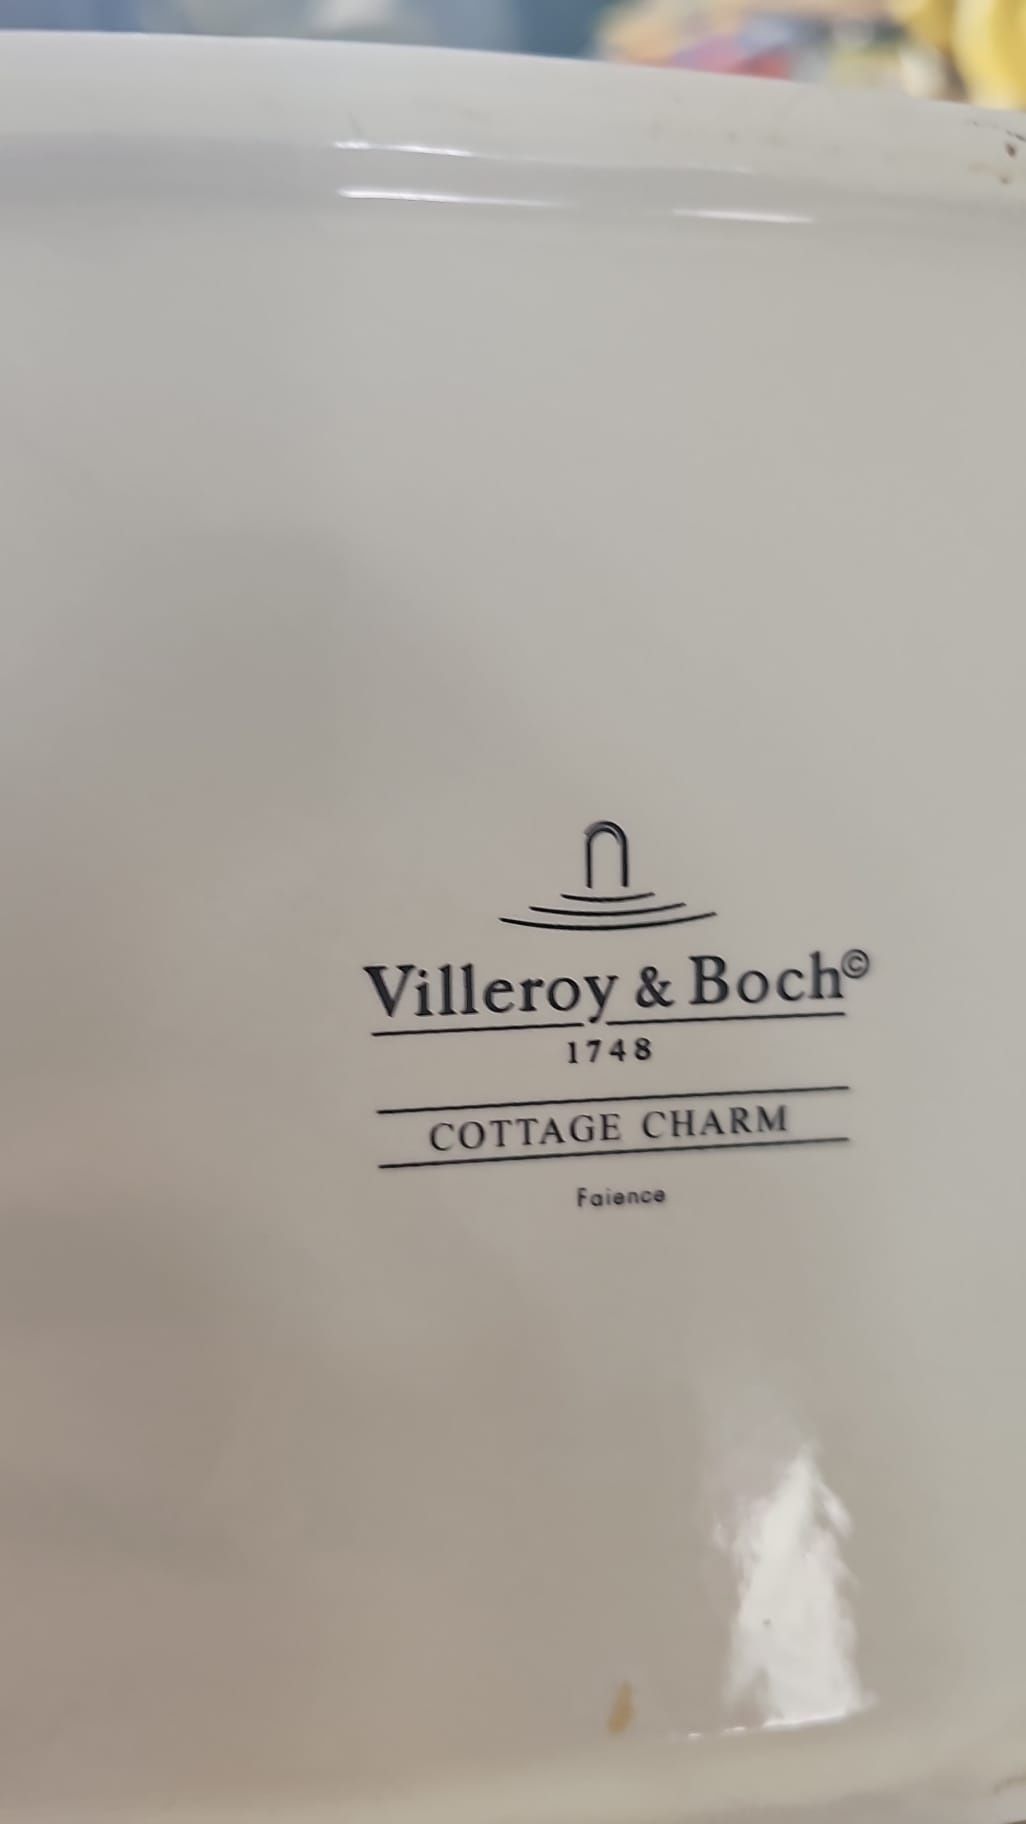 Villeroy & Boch©
1748
COTTAGE CHARM
Faience